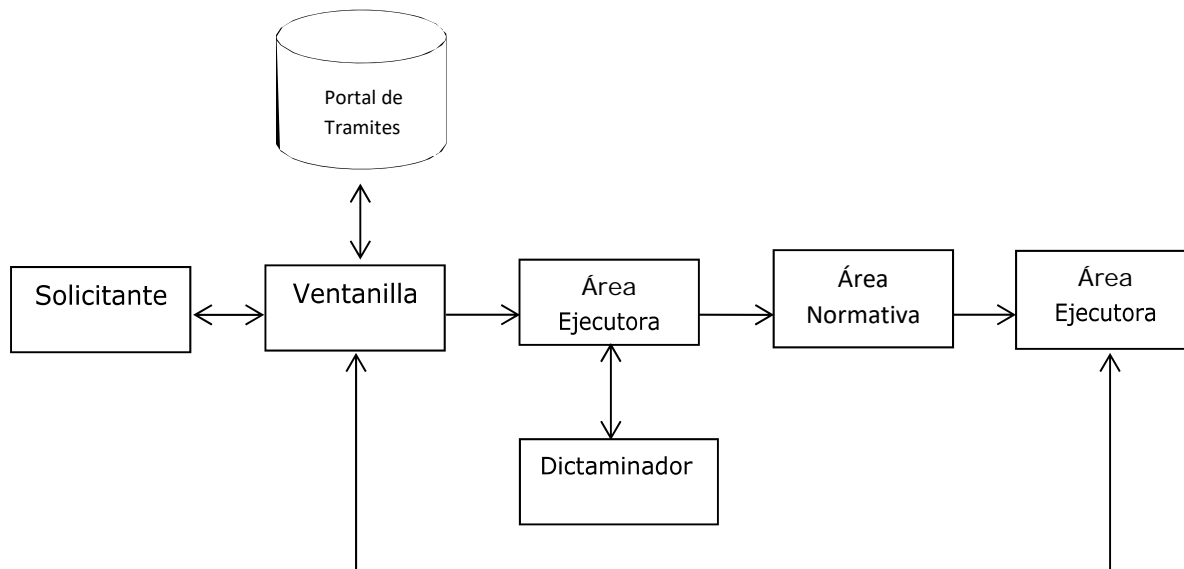 Portal de
Tramites
Solicitante
Ventanilla
Área
Ejecutora
Área
Normativa
Área
Ejecutora
Dictaminador